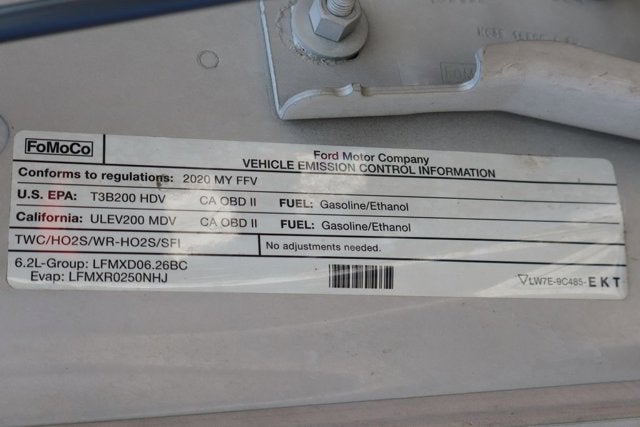 FoMoCo
Ford Motor Company
VEHICLE EMISSION CONTROL INFORMATION
Conforms to regulations: 2020 MY FFV
U.S. EPA: T3B200 HDV CA OBD II FUEL: Gasoline/Ethanol
California: ULEV200 MDV CA OBD II FUEL: Gasoline/Ethanol
TWC/HO2S/WR-HO2S/SFI No adjustments needed.
6.2L-Group: LFMXD06.26BC
Evap: LFMXR0250NHJ
LW7E-9C485- EKT